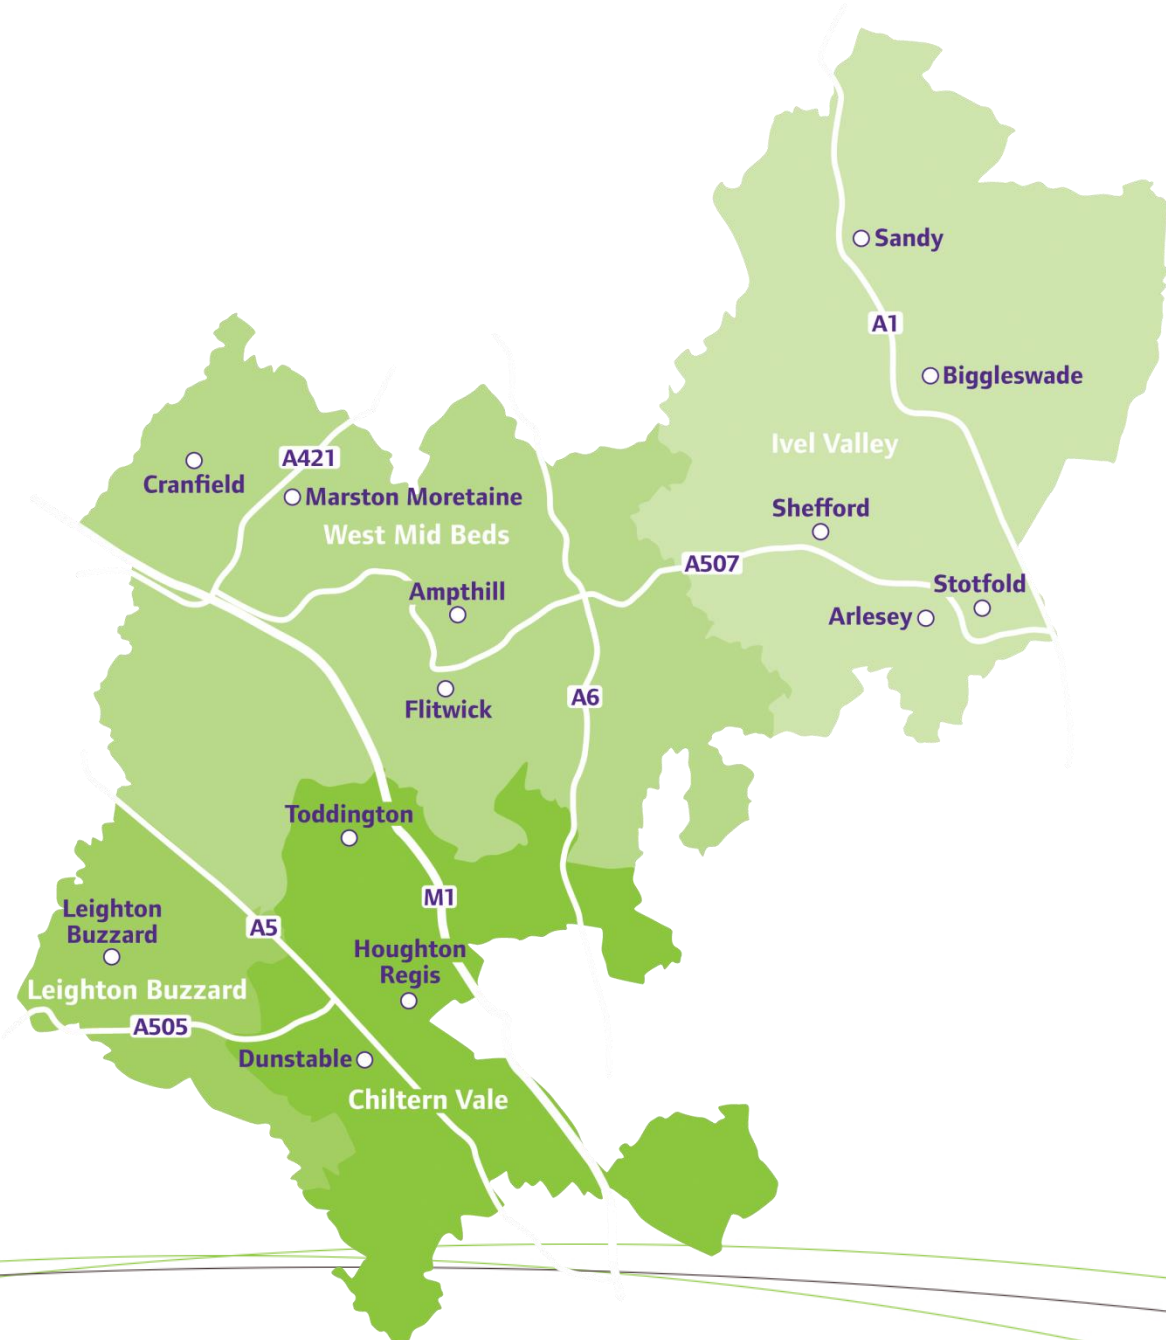 Sandy
A1
Biggleswade
Ivel Valley
A421
Cranfield
Marston Moretaine
West Mid Beds
Shefford
A507
Ampthill
Stotfold
Arlesey
Flitwick
A6
Toddington
M1
Leighton
Buzzard
A5
Houghton
Regis
Leighton Buzzard
A505
Dunstable
Chiltern Vale